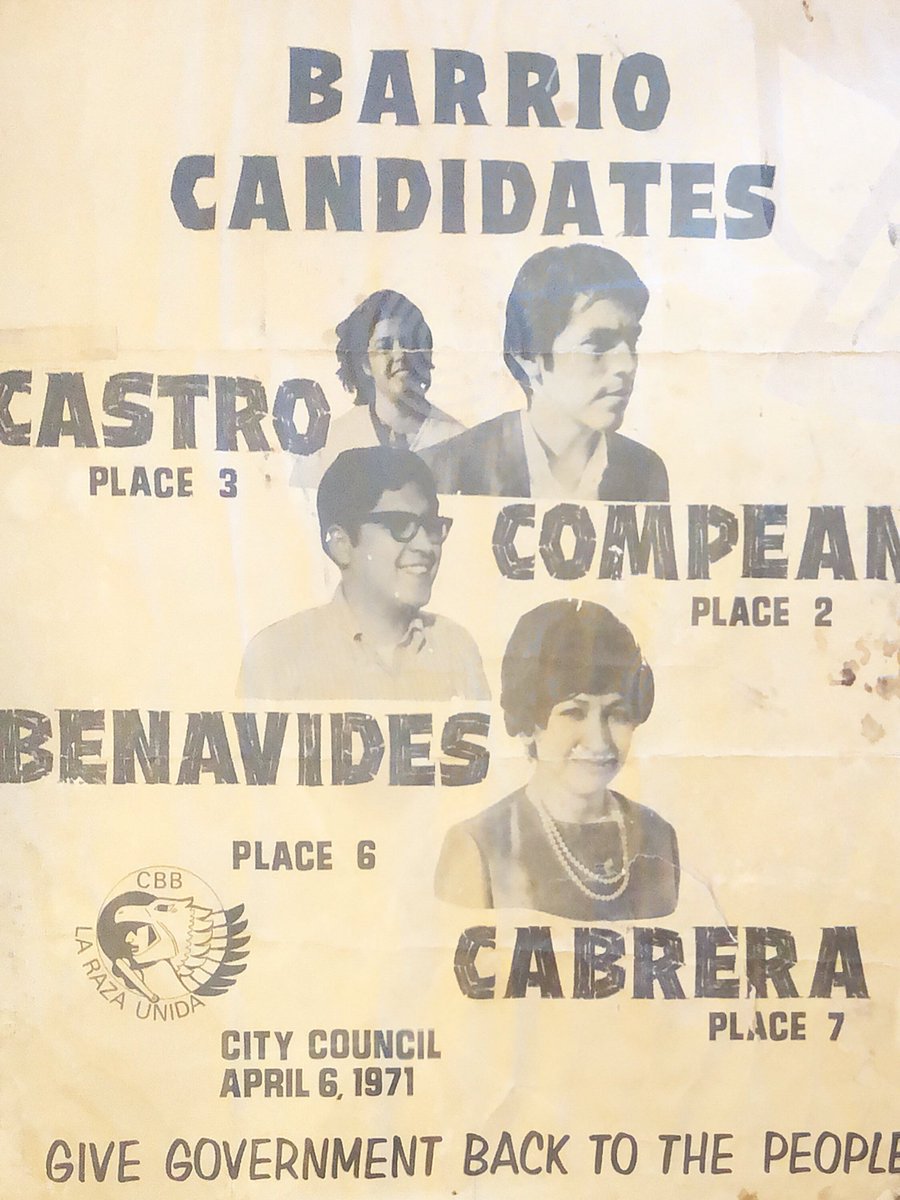 BARRIO
CANDIDATES
CASTRO
PLACE 3
COMPEAN
PLACE 2
BENAVIDES
PLACE 6
CABRERA
PLACE 7
CBB
LA RAZA UNIDA
CITY COUNCIL
APRIL 6, 1971
GIVE GOVERNMENT BACK TO THE PEOPLE